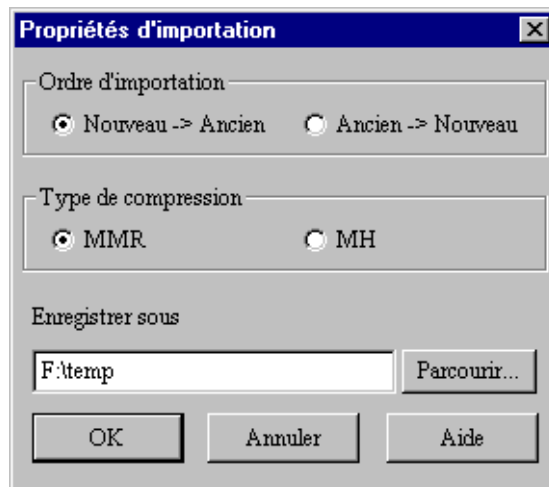 Propriétés d'importation
Ordre d'importation
Nouveau -> Ancien Ancien -> Nouveau
Type de compression
MMR MH
Enregistrer sous
F:\temp Parcourir...
OK Annuler Aide